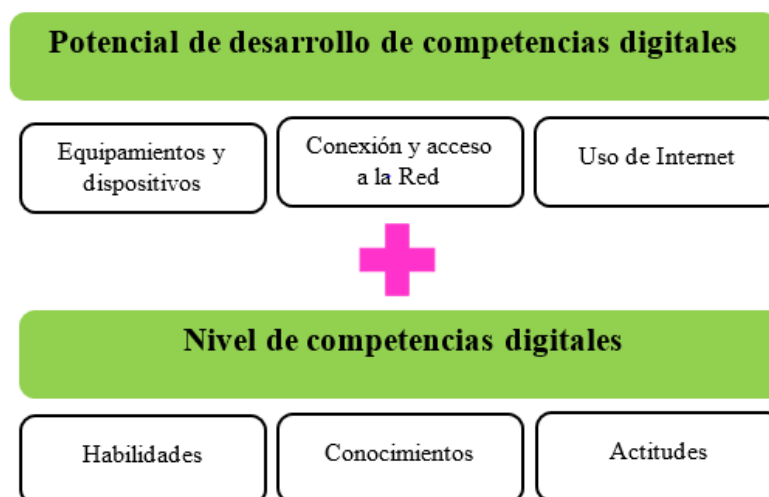 Potencial de desarrollo de competencias digitales
Equipamientos y
dispositivos
Conexión y acceso
a la Red
Uso de Internet
Nivel de competencias digitales
Habilidades
Conocimientos
Actitudes